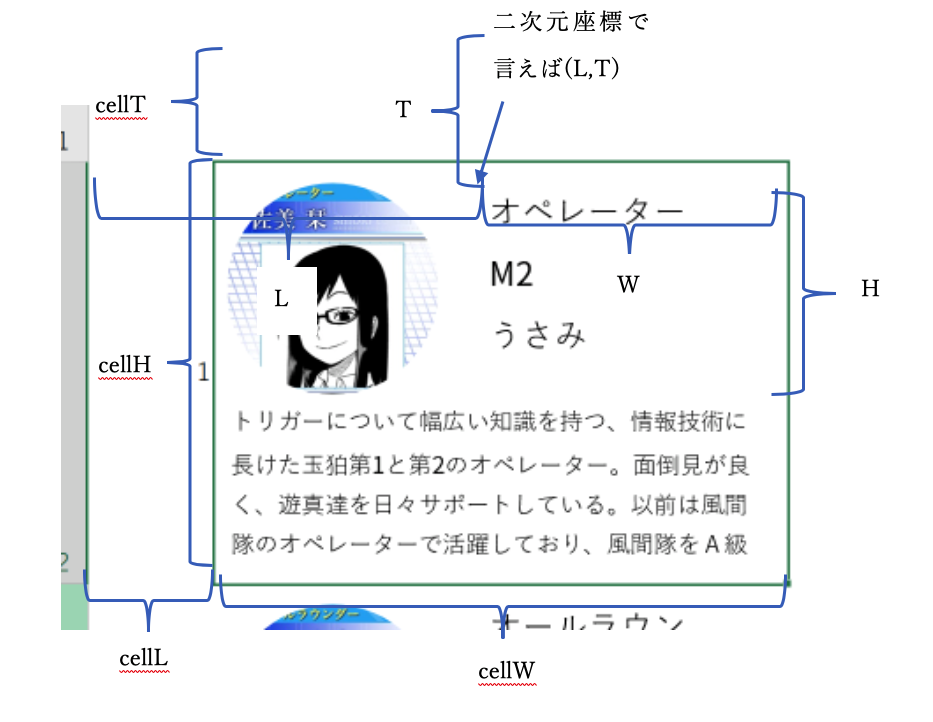 二次元座標で
言えば(L,T)
cellT
T
1
オペレーター
佐美 栞
M2
W
H
L
うさみ
cellH
1
トリガーについて幅広い知識を持つ、情報技術に
長けた玉狛第1と第2のオペレーター。面倒見が良
く、遊真達を日々サポートしている。以前は風間
隊のオペレーターで活躍しており、風間隊をA級
2
オールラウン
cellL
cellW